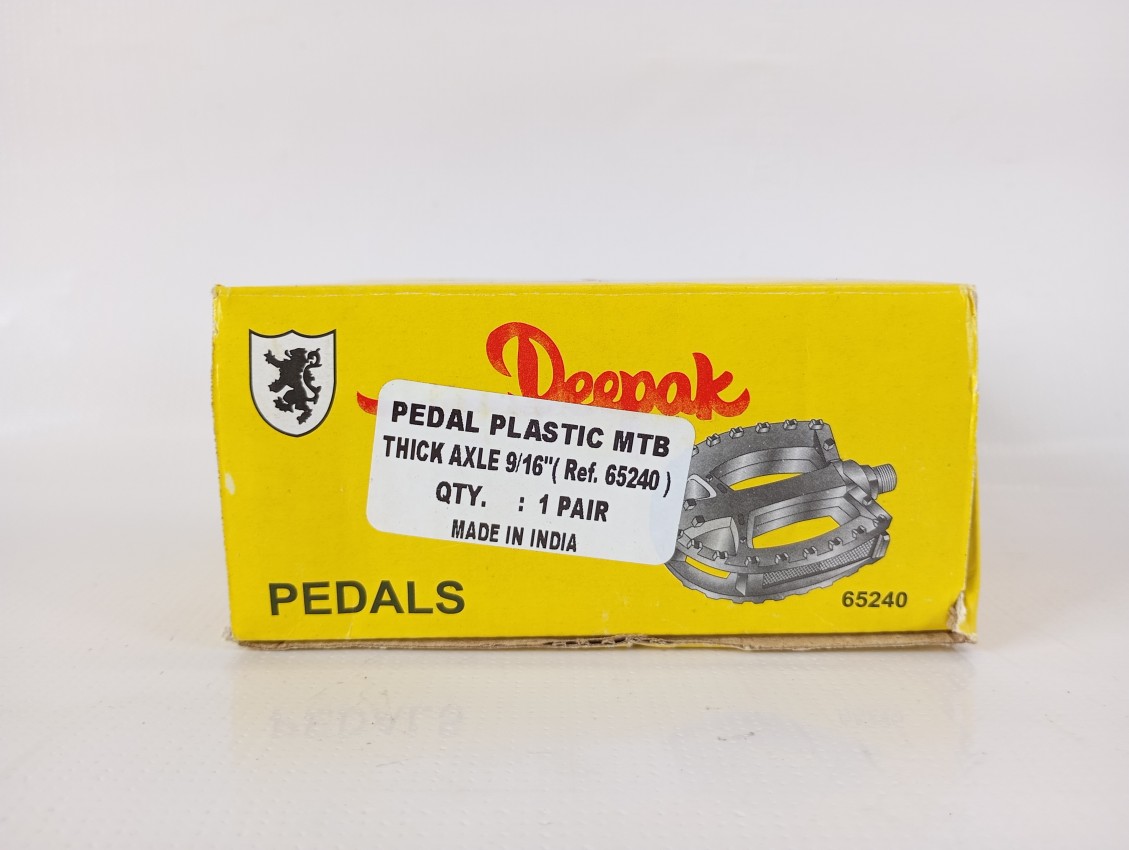 Deepak
PEDAL PLASTIC MTB
THICK AXLE 9/16"( Ref. 65240 )
QTY. : 1 PAIR
MADE IN INDIA
PEDALS
65240